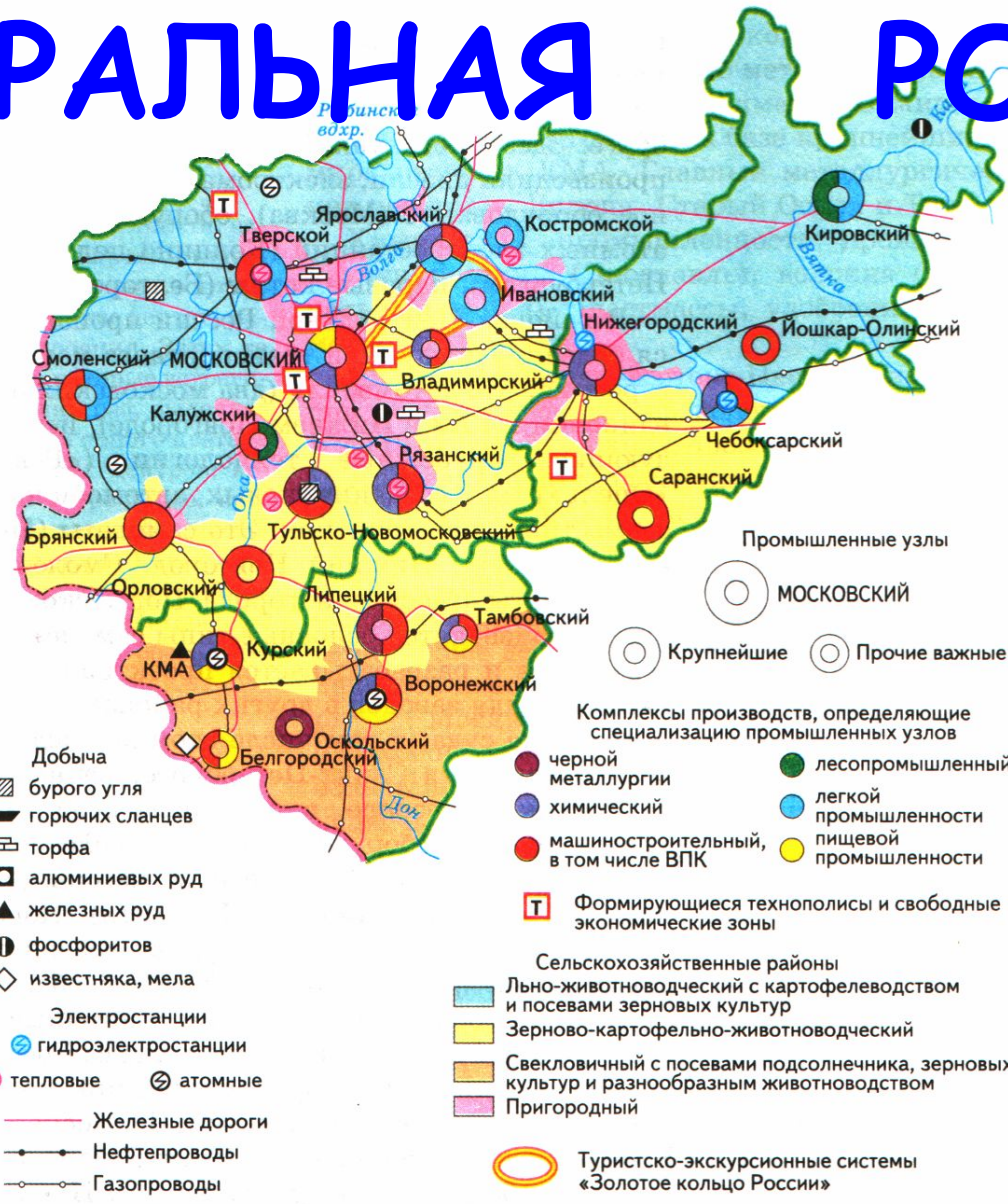 РАЛЬНАЯ РО
вдхр.
Ярославский
Костромской
Тверской
Кировский
Волга
Вятка
Ивановский
Нижегородский
Йошкар-Олинский
Смоленский
МОСКОВСКИЙ
Владимирский
Калужский
Чебоксарский
Рязанский
Саранский
Ока
Брянский
Тульско-Новомосковский
Орловский
Липецкий
Тамбовский
Курский
КМА
Воронежский
Оскольский
Белгородский
Дон
Промышленные узлы
МОСКОВСКИЙ
Крупнейшие
Прочие важные
Комплексы производств, определяющие
специализацию промышленных узлов
черной
металлургии
лесопромышленный
химический
легкой
промышленности
машиностроительный,
в том числе ВПК
пищевой
промышленности
Т Формирующиеся технополисы и свободные
экономические зоны
Добыча
бурого угля
горючих сланцев
торфа
алюминиевых руд
железных руд
фосфоритов
известняка, мела
Электростанции
гидроэлектростанции
тепловые
атомные
Железные дороги
Нефтепроводы
Газопроводы
Сельскохозяйственные районы
Льно-животноводческий с картофелеводством
и посевами зерновых культур
Зерново-картофельно-животноводческий
Свекловичный с посевами подсолнечника, зерновых
культур и разнообразным животноводством
Пригородный
Туристско-экскурсионные системы
«Золотое кольцо России»
Т
Т
Т
Т
Т